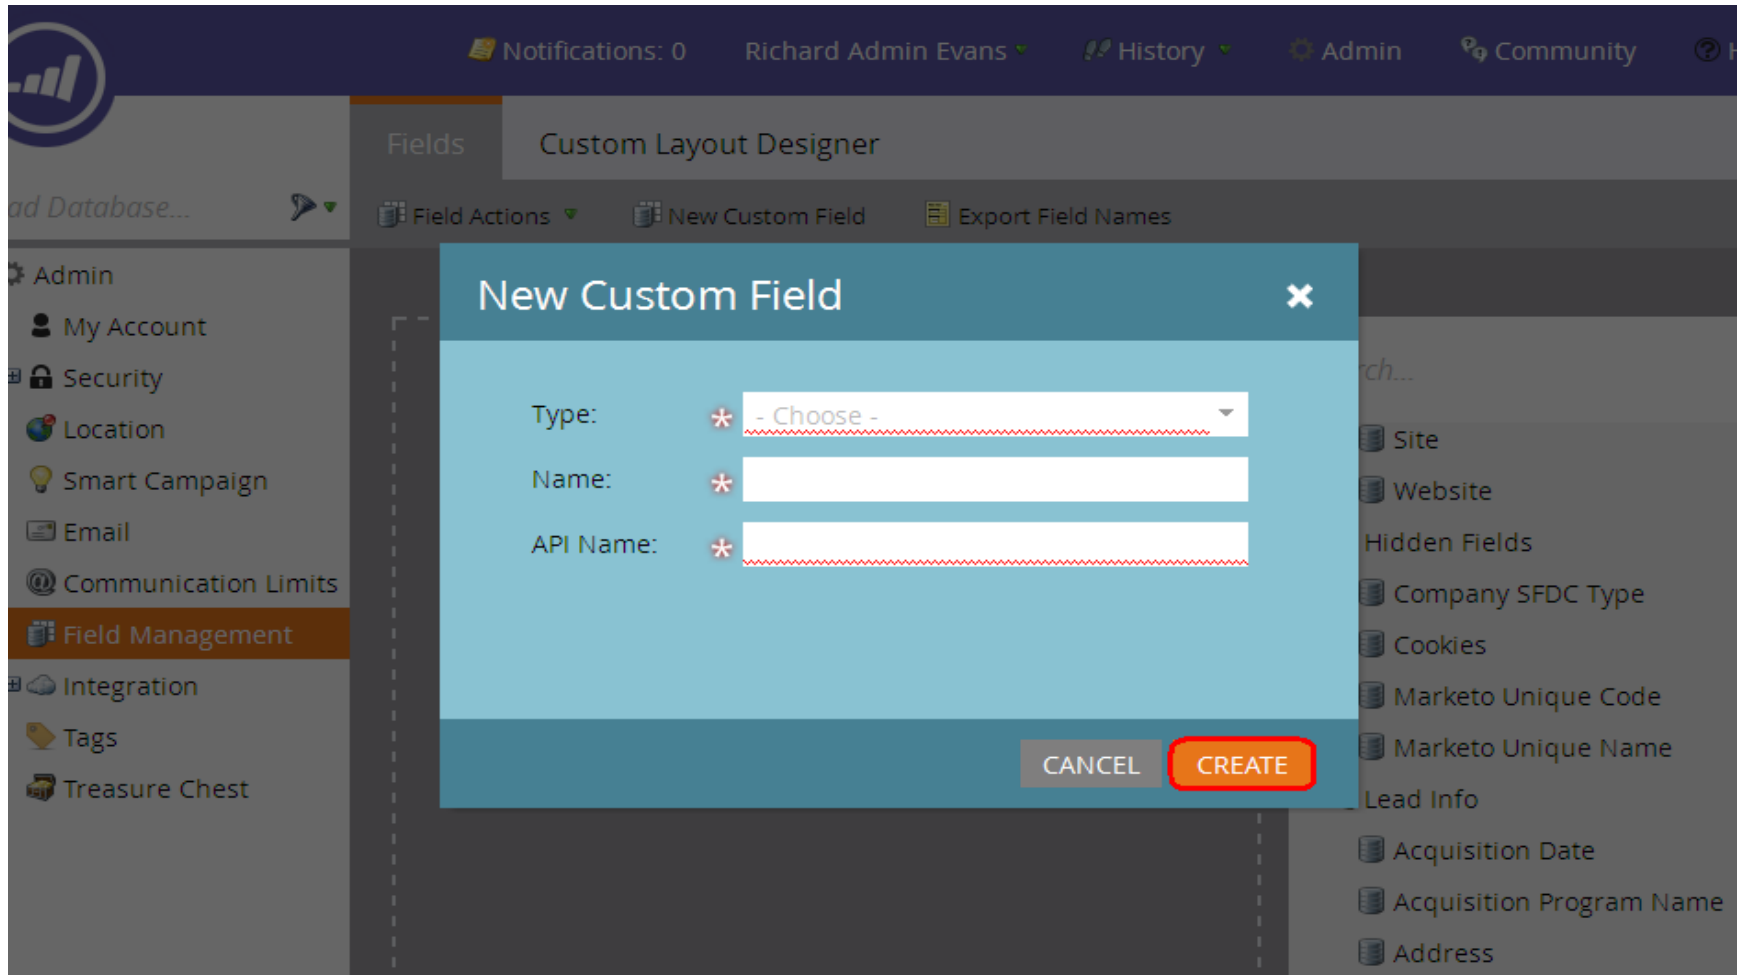 Notifications: 0 Richard Admin Evans History Admin Community
Fields Custom Layout Designer
ad Database...
Field Actions New Custom Field Export Field Names
Admin
My Account
Security
Location
Smart Campaign
Email
Communication Limits
Field Management
Integration
Tags
Treasure Chest
New Custom Field
Type: * - Choose -
Name: *
API Name: *
CANCEL CREATE
rch...
Site
Website
Hidden Fields
Company SFDC Type
Cookies
Marketo Unique Code
Marketo Unique Name
Lead Info
Acquisition Date
Acquisition Program Name
Address